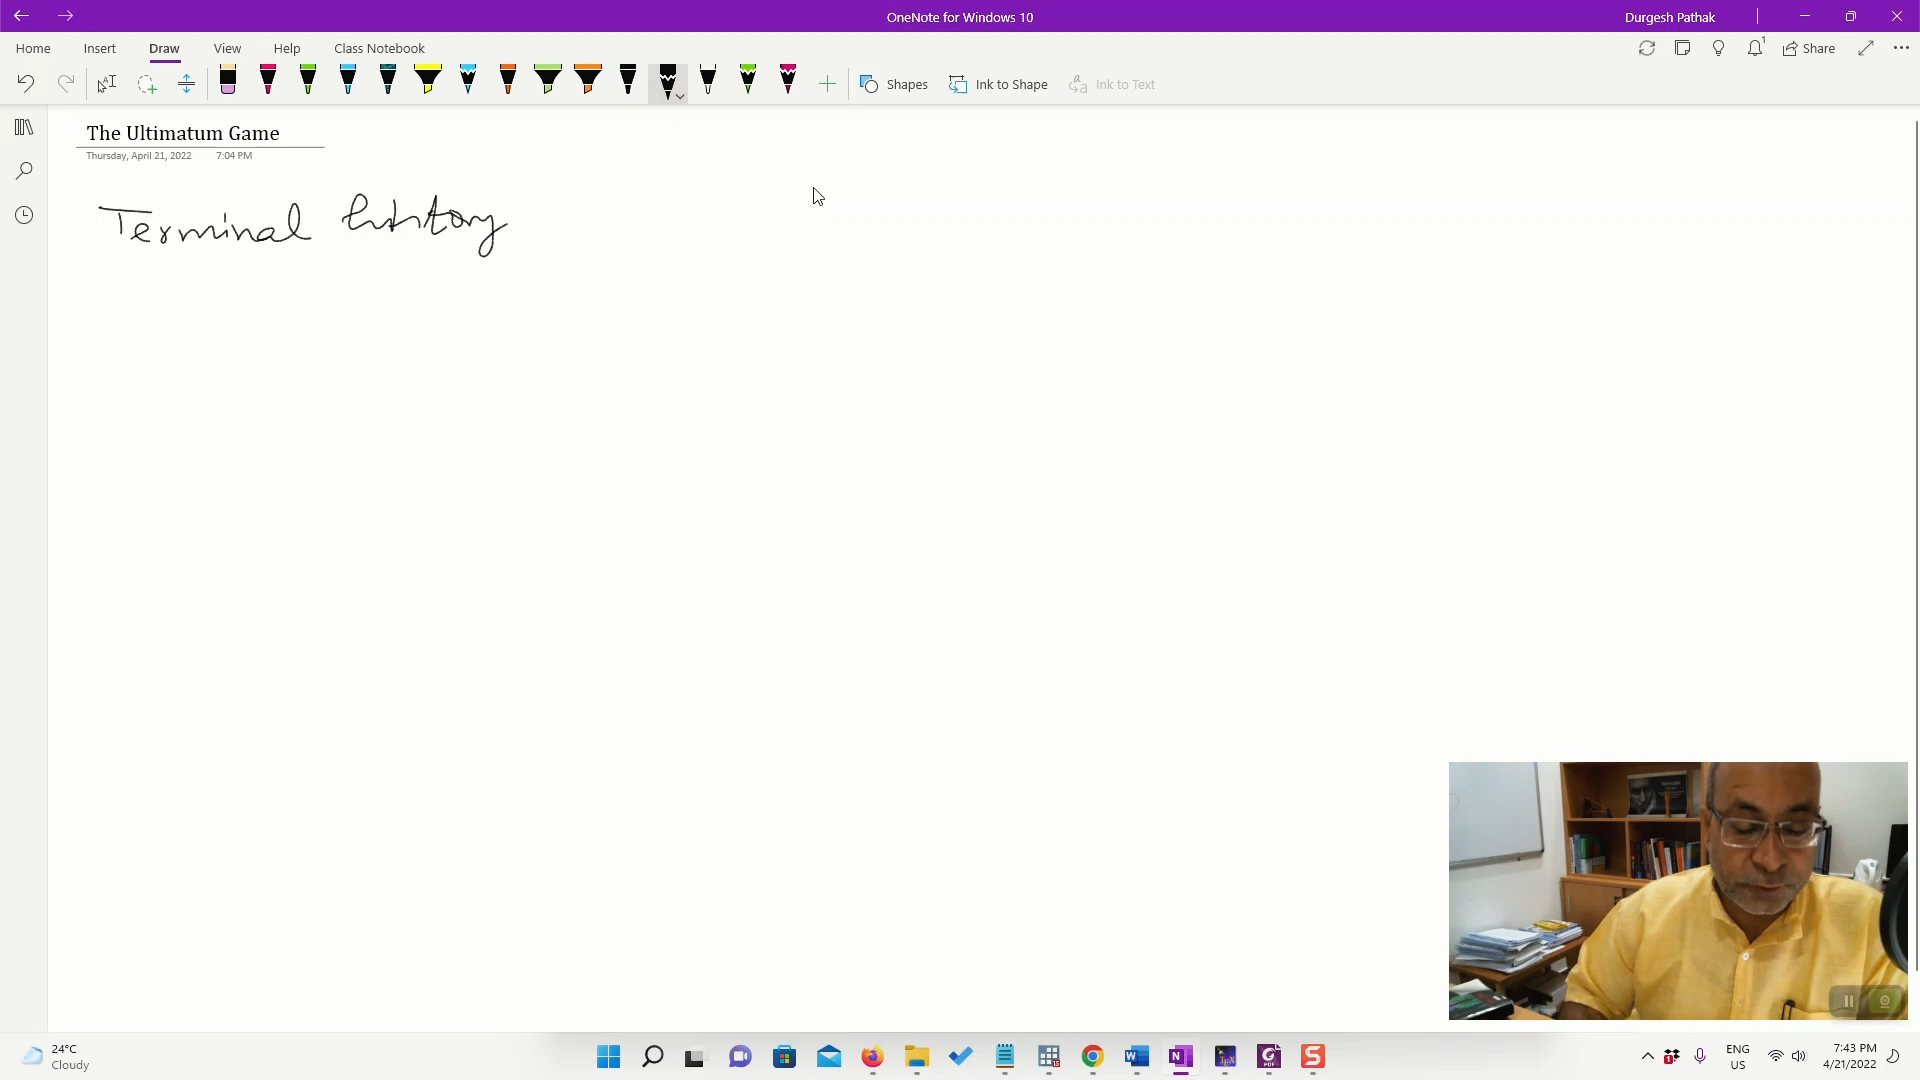 OneNote for Windows 10
Durgesh Pathak
Home Insert Draw View Help Class Notebook
1
Share
Shapes Ink to Shape Ink to Text
The Ultimatum Game
Thursday, April 21, 2022 7:04 PM
Terminal history
24°C
Cloudy
ENG
US
7:43 PM
4/21/2022